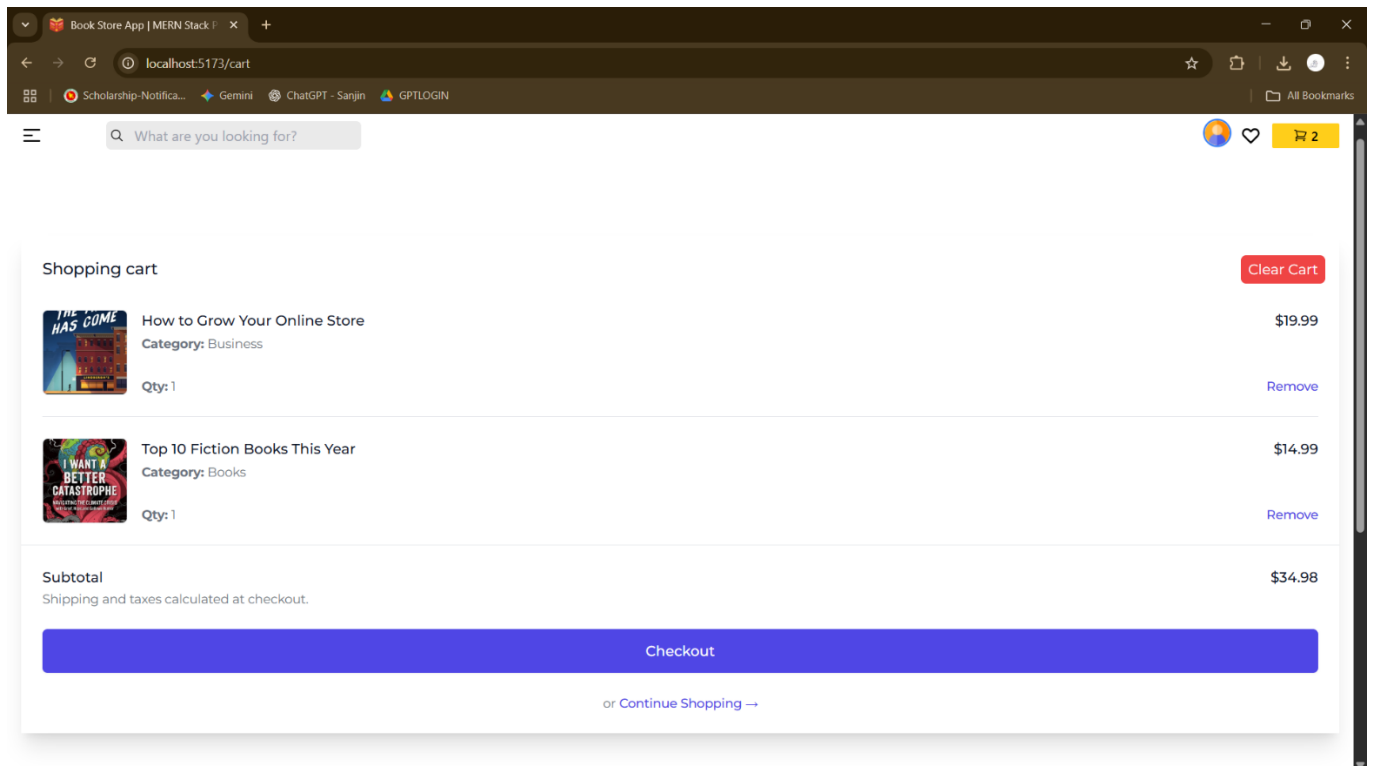 Book Store App | MERN Stack P
localhost:5173/cart
Scholarship-Notifica... Gemini ChatGPT - Sanjin GPTLOGIN All Bookmarks
What are you looking for? 2
Shopping cart Clear Cart
HAS COME
How to Grow Your Online Store $19.99
Category: Business
Qty: 1 Remove
I WANT A
BETTER
CATASTROPHE
Top 10 Fiction Books This Year $14.99
Category: Books
Qty: 1 Remove
Subtotal $34.98
Shipping and taxes calculated at checkout.
Checkout
or Continue Shopping →